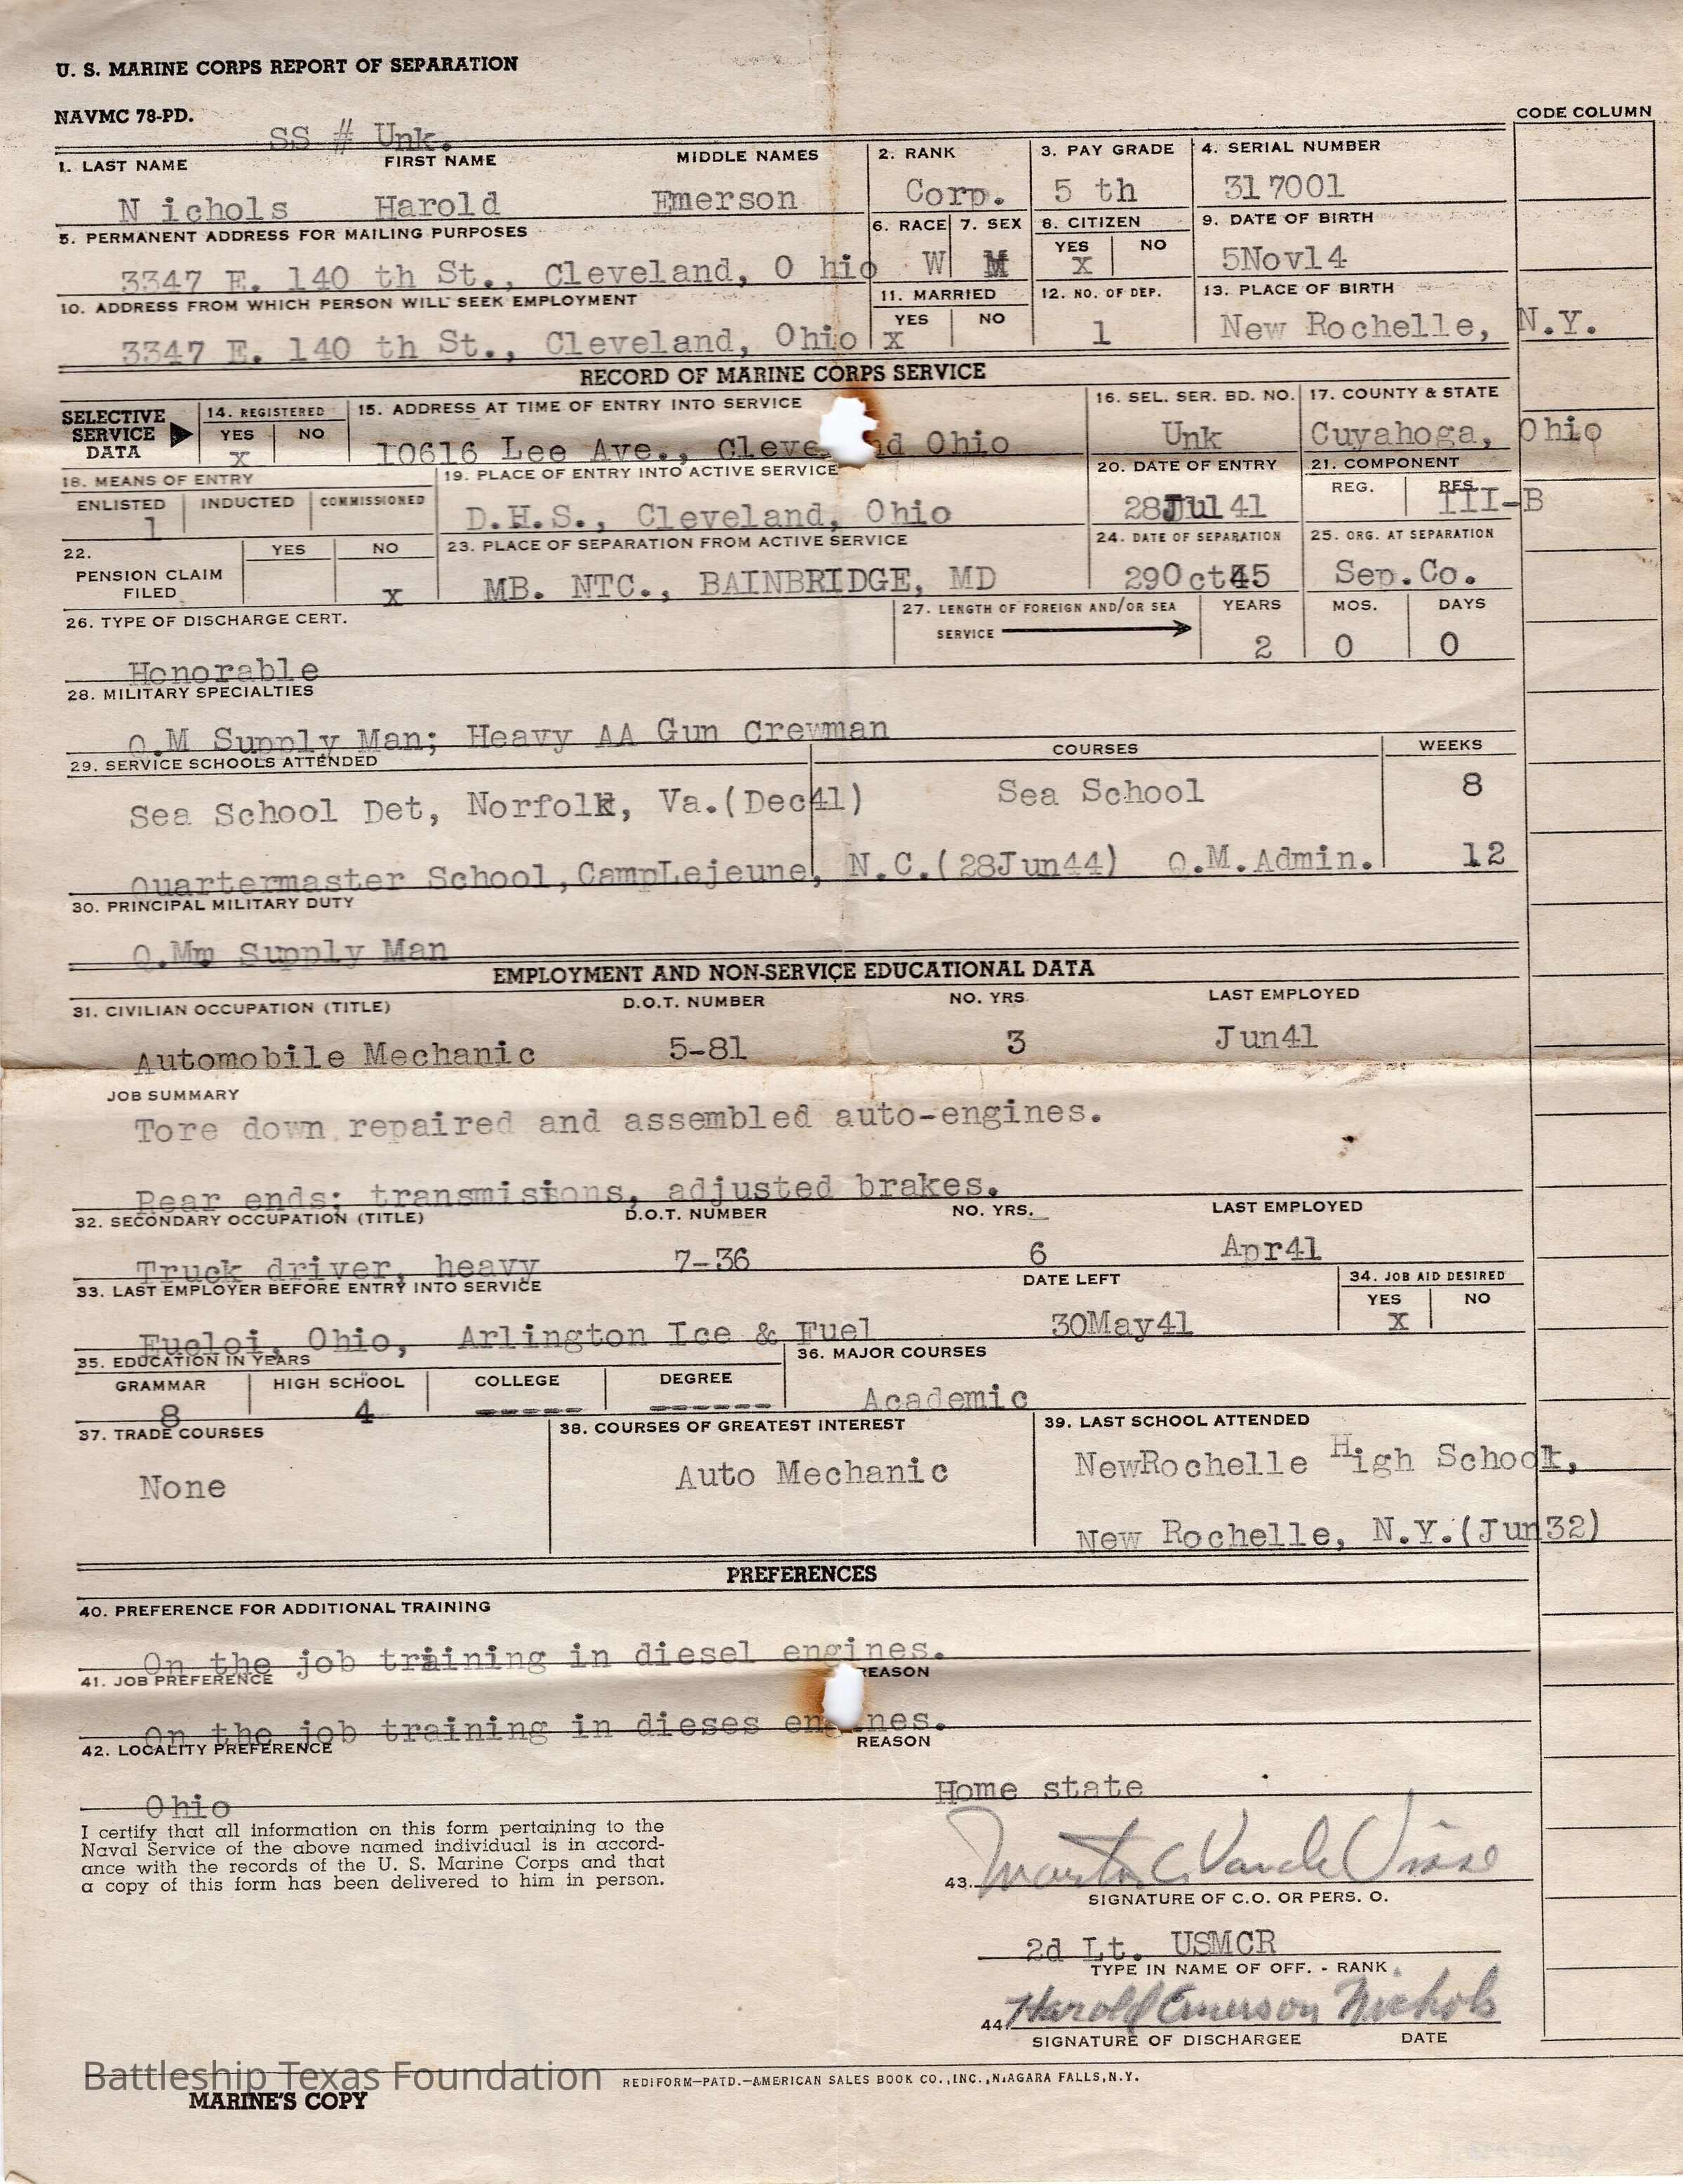 U. S. MARINE CORPS REPORT OF SEPARATION
NAVMC 78-PD.
CODE COLUMN
SS # Unk.
1. LAST NAME FIRST NAME MIDDLE NAMES 2. RANK 3. PAY GRADE 4. SERIAL NUMBER
N ichols Harold Emerson Corp. 5 th 317001
5. PERMANENT ADDRESS FOR MAILING PURPOSES 6. RACE 7. SEX 8. CITIZEN 9. DATE OF BIRTH
YES NO
3347 E. 140 th St., Cleveland, O hio W M x 5Nov14
10. ADDRESS FROM WHICH PERSON WILL SEEK EMPLOYMENT 11. MARRIED 12. NO. OF DEP. 13. PLACE OF BIRTH
YES NO
3347 E. 140 th St., Cleveland, Ohio x 1 New Rochelle, N.Y.
RECORD OF MARINE CORPS SERVICE
SELECTIVE SERVICE DATA 14. REGISTERED 15. ADDRESS AT TIME OF ENTRY INTO SERVICE 16. SEL. SER. BD. NO. 17. COUNTY & STATE
YES NO
x 10616 Lee Ave., Cleve nd Ohio Unk Cuyahoga, Ohio
18. MEANS OF ENTRY 19. PLACE OF ENTRY INTO ACTIVE SERVICE 20. DATE OF ENTRY 21. COMPONENT
ENLISTED INDUCTED COMMISSIONED REG. RES.
1 D.H.S., Cleveland, Ohio 28Jul41 III-B
22. PENSION CLAIM FILED YES NO 23. PLACE OF SEPARATION FROM ACTIVE SERVICE 24. DATE OF SEPARATION 25. ORG. AT SEPARATION
x MB. NTC., BAINBRIDGE, MD 29Oct45 Sep.Co.
26. TYPE OF DISCHARGE CERT. 27. LENGTH OF FOREIGN AND/OR SEA SERVICE YEARS MOS. DAYS
Honorable 2 0 0
28. MILITARY SPECIALTIES
Q.M Supply Man; Heavy AA Gun Crewman
29. SERVICE SCHOOLS ATTENDED COURSES WEEKS
Sea School Det, Norfolk, Va.(Dec41) Sea School 8
Quartermaster School,CampLejeune, N.C.(28Jun44) Q.M.Admin. 12
30. PRINCIPAL MILITARY DUTY
Q.Mm Supply Man
EMPLOYMENT AND NON-SERVICE EDUCATIONAL DATA
31. CIVILIAN OCCUPATION (TITLE) D.O.T. NUMBER NO. YRS. LAST EMPLOYED
Automobile Mechanic 5-81 3 Jun41
JOB SUMMARY
Tore down repaired and assembled auto-engines.
Rear ends; transmisions, adjusted brakes.
32. SECONDARY OCCUPATION (TITLE) D.O.T. NUMBER NO. YRS. LAST EMPLOYED
Truck driver, heavy 7-36 6 Apr41
33. LAST EMPLOYER BEFORE ENTRY INTO SERVICE DATE LEFT 34. JOB AID DESIRED
YES NO
Eucloi, Ohio, Arlington Ice & Fuel 30May41 x
35. EDUCATION IN YEARS 36. MAJOR COURSES
GRAMMAR HIGH SCHOOL COLLEGE DEGREE
8 4 ----- ------ Academic
37. TRADE COURSES 38. COURSES OF GREATEST INTEREST 39. LAST SCHOOL ATTENDED
None Auto Mechanic NewRochelle High School,
New Rochelle, N.Y.(Jun32)
PREFERENCES
40. PREFERENCE FOR ADDITIONAL TRAINING
On the job training in diesel engines.
41. JOB PREFERENCE REASON
On the job training in dieses en nes.
42. LOCALITY PREFERENCE REASON
Ohio Home state
I certify that all information on this form pertaining to the
Naval Service of the above named individual is in accord-
ance with the records of the U. S. Marine Corps and that
a copy of this form has been delivered to him in person.
43.
SIGNATURE OF C.O. OR PERS. O.
2d Lt. USMCR
TYPE IN NAME OF OFF. - RANK
44. Harold Emerson Nichols
SIGNATURE OF DISCHARGEE DATE
Battleship Texas Foundation
REDIFORM—PATD.—AMERICAN SALES BOOK CO., INC., NIAGARA FALLS, N.Y.
MARINE'S COPY